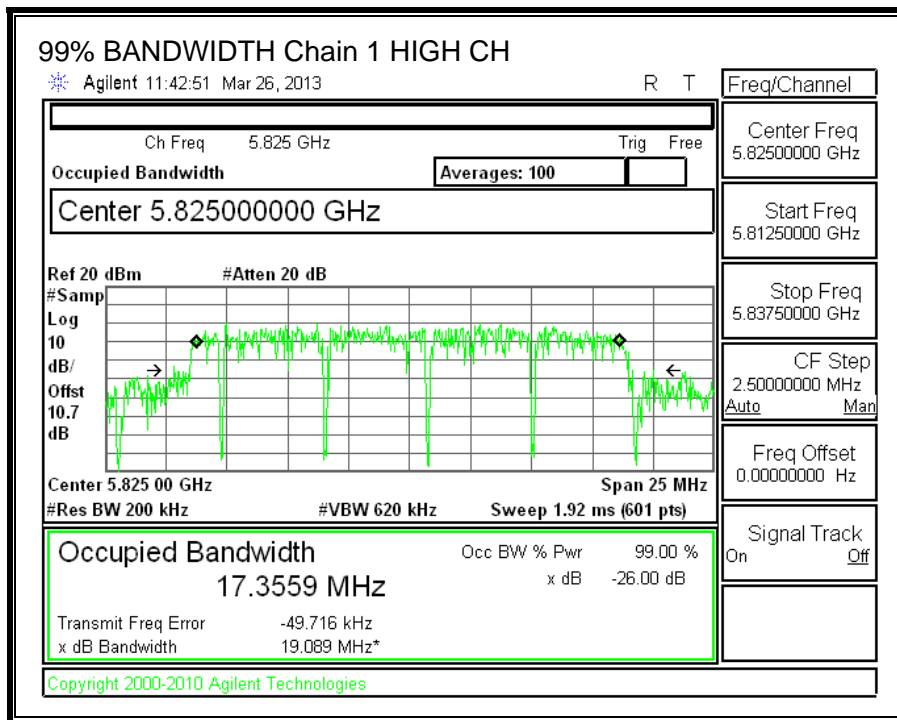 99% BANDWIDTH Chain 1 HIGH CH
Agilent 11:42:51 Mar 26, 2013 R T
Freq/Channel
Ch Freq 5.825 GHz Trig Free
Occupied Bandwidth Averages: 100
Center 5.825000000 GHz
Ref 20 dBm #Atten 20 dB
#Samp
Log
10
dB/
Offst
10.7
dB
Center 5.825 00 GHz Span 25 MHz
#Res BW 200 kHz #VBW 620 kHz Sweep 1.92 ms (601 pts)
Occupied Bandwidth Occ BW % Pwr 99.00 %
17.3559 MHz x dB -26.00 dB
Transmit Freq Error -49.716 kHz
x dB Bandwidth 19.089 MHz*
Copyright 2000-2010 Agilent Technologies
Center Freq
5.82500000 GHz
Start Freq
5.81250000 GHz
Stop Freq
5.83750000 GHz
CF Step
2.50000000 MHz
Auto Man
Freq Offset
0.00000000 Hz
Signal Track
On Off